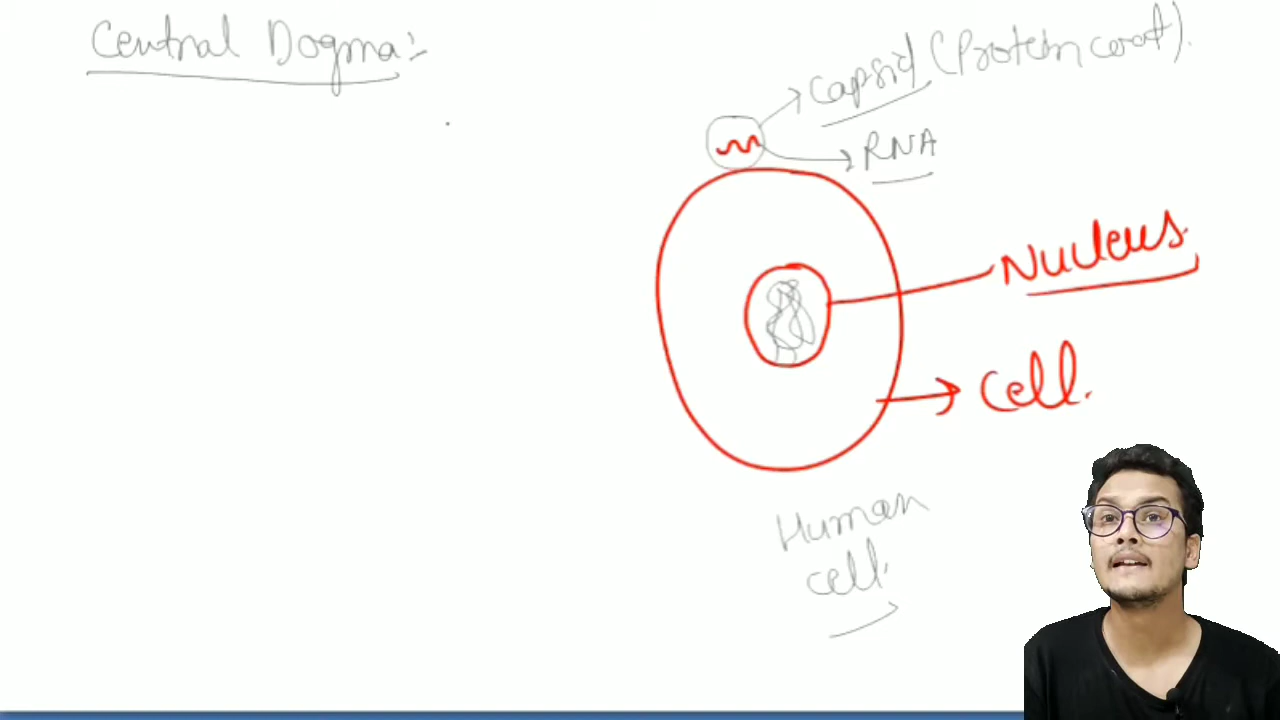 Central Dogma:-
Capsid (Protein coat).
RNA
Nucleus.
Cell.
Human
cell.